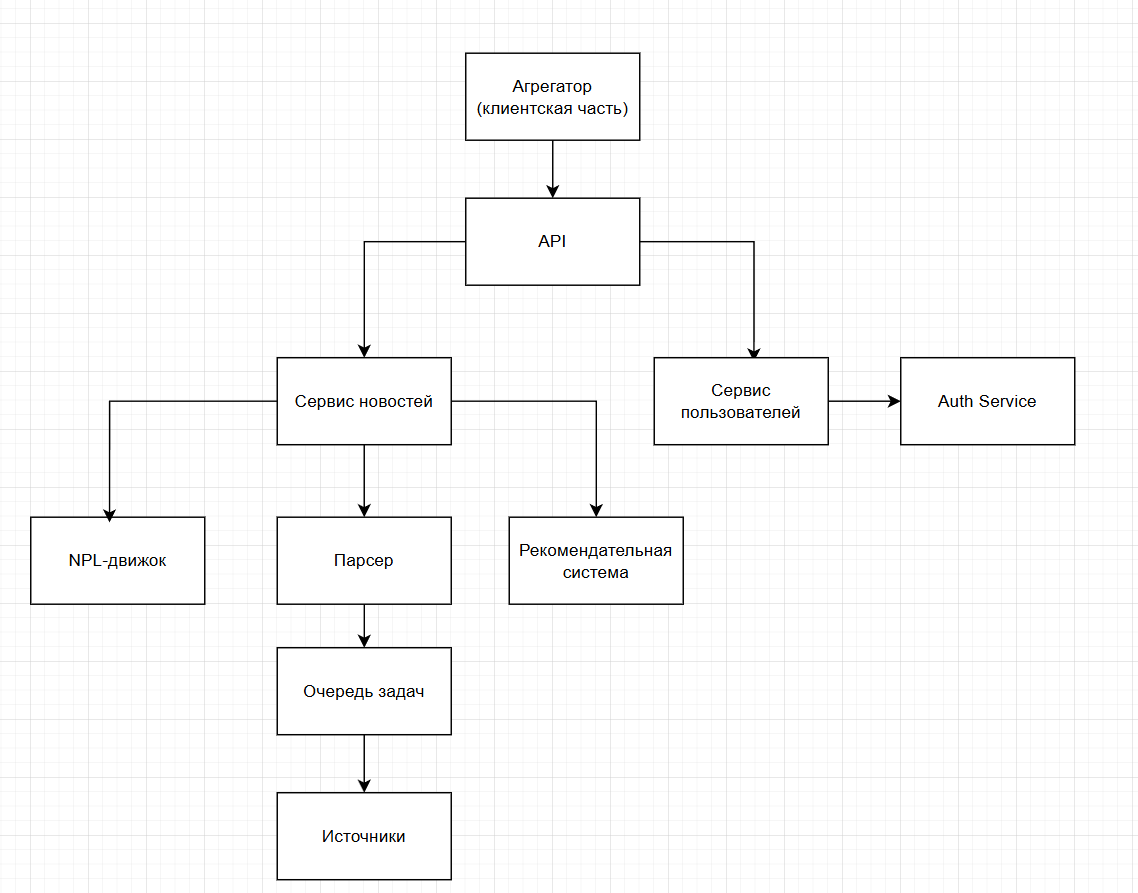 Агрегатор
(клиентская часть)
API
Сервис новостей
Сервис
пользователей
Auth Service
NPL-движок
Парсер
Рекомендательная
система
Очередь задач
Источники